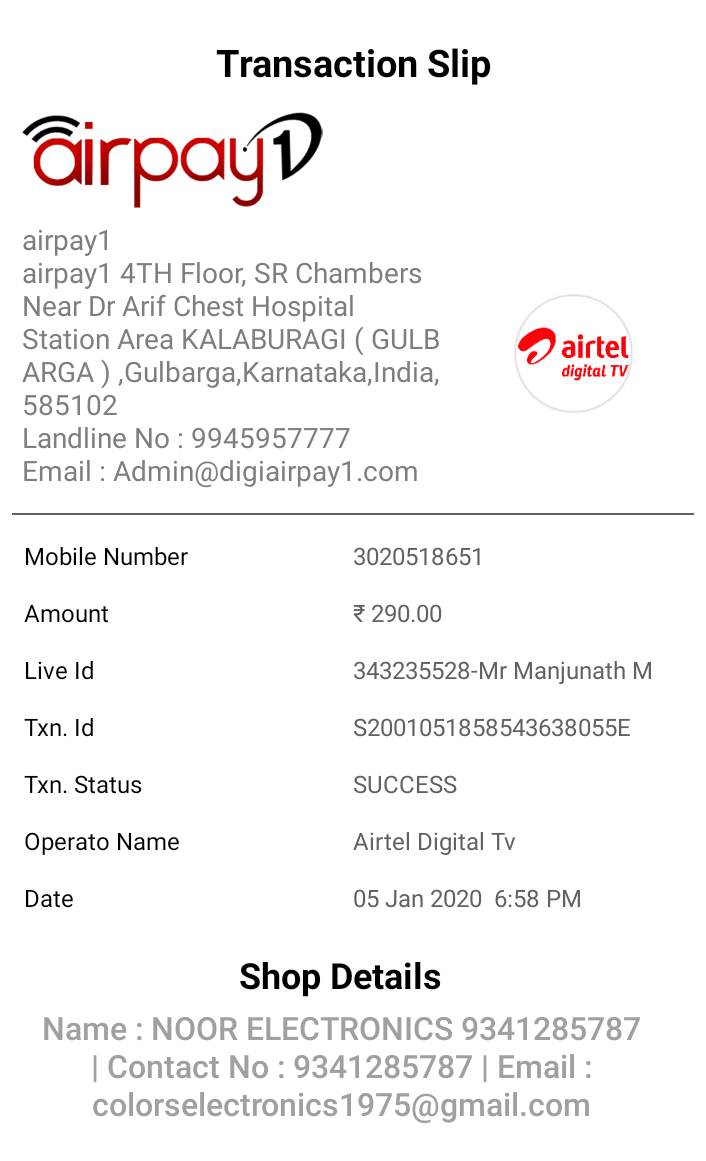 Transaction Slip
airpay1
airpay1
airpay1 4TH Floor, SR Chambers
Near Dr Arif Chest Hospital
Station Area KALABURAGI ( GULB
ARGA ) ,Gulbarga,Karnataka,India,
585102
Landline No : 9945957777
Email : Admin@digiairpay1.com
airtel
digital TV
Mobile Number 3020518651
Amount ₹ 290.00
Live Id 343235528-Mr Manjunath M
Txn. Id S2001051858543638055E
Txn. Status SUCCESS
Operato Name Airtel Digital Tv
Date 05 Jan 2020 6:58 PM
Shop Details
Name : NOOR ELECTRONICS 9341285787
| Contact No : 9341285787 | Email :
colorselectronics1975@gmail.com